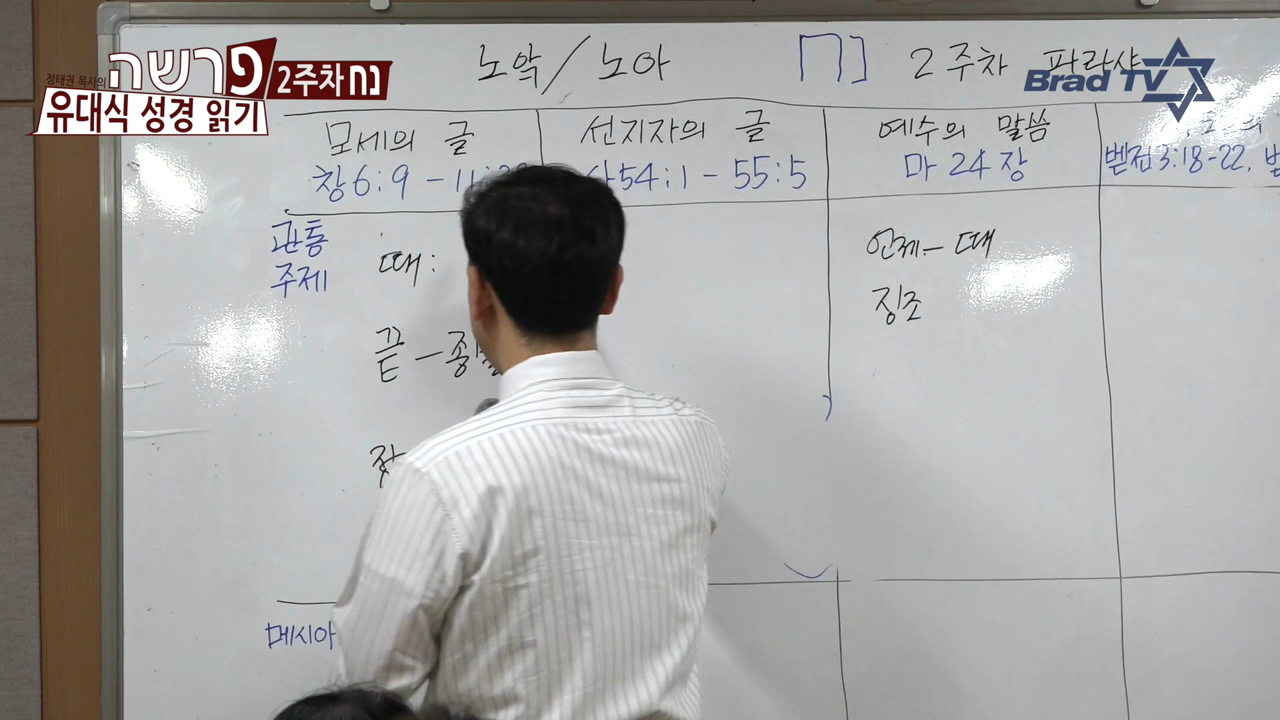 정태권 목사의
פרשה 2주차 נח
유대식 성경 읽기
Brad TV
노악 / 노아 נח 2주차 파라샤
모세의 글 선지자의 글 예수의 말씀
창 6:9 - 11: 54:1 - 55:5 마 24장 벧전 3:18-22,
관통 주제
때:
끝 - 종
언제 - 때
징조
메시아